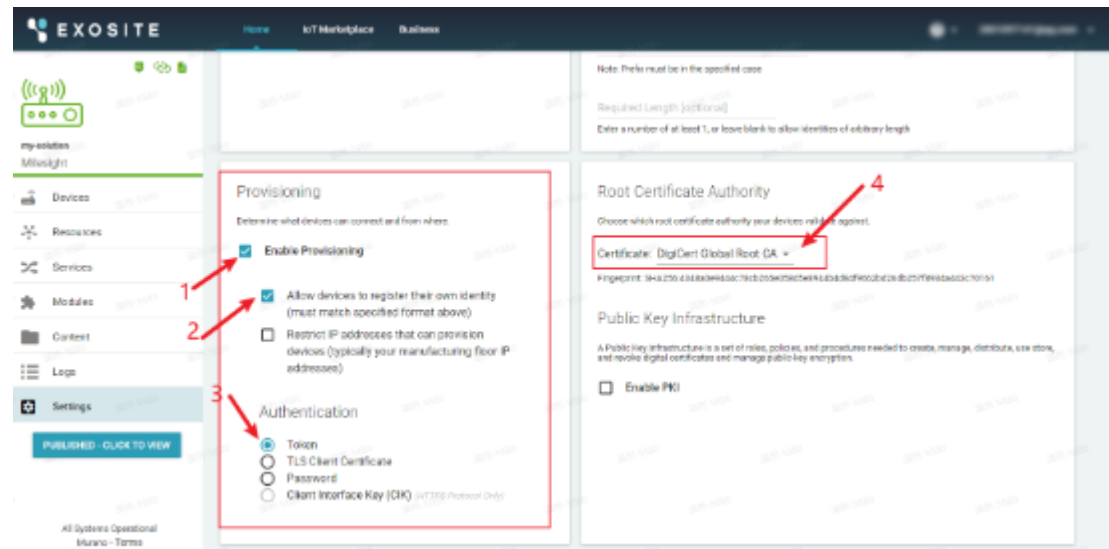 EXOSITE
Home
IoT Marketplace
Business
my-solution
Milesight
Devices
Resources
Services
Modules
Content
Logs
Settings
PUBLISHED - CLICK TO VIEW
All Systems Operational
Murano - Terms
Note: Prefix must be in the specified case
Required Length (optional)
Enter a number of at least 1, or leave blank to allow identities of arbitrary length
Provisioning
Determine what devices can connect and from where.
1
Enable Provisioning
2
Allow devices to register their own identity
(must match specified format above)
Restrict IP addresses that can provision
devices (typically your manufacturing floor IP
addresses)
3
Authentication
Token
TLS Client Certificate
Password
Client Interface Key (CIK) (HTTPS Protocol Only)
Root Certificate Authority
4
Choose which root certificate authority your devices validate against.
Certificate: DigiCert Global Root CA
Fingerprint:
Public Key Infrastructure
A Public Key Infrastructure is a set of roles, policies, and procedures needed to create, manage, distribute, use store,
and revoke digital certificates and manage public-key encryption.
Enable PKI